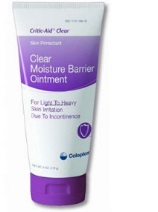 Critic-Aid® Clear
Skin Protectant
Clear
Moisture Barrier
Ointment
For Light To Heavy
Skin Irritation
Due To Incontinence
Coloplast